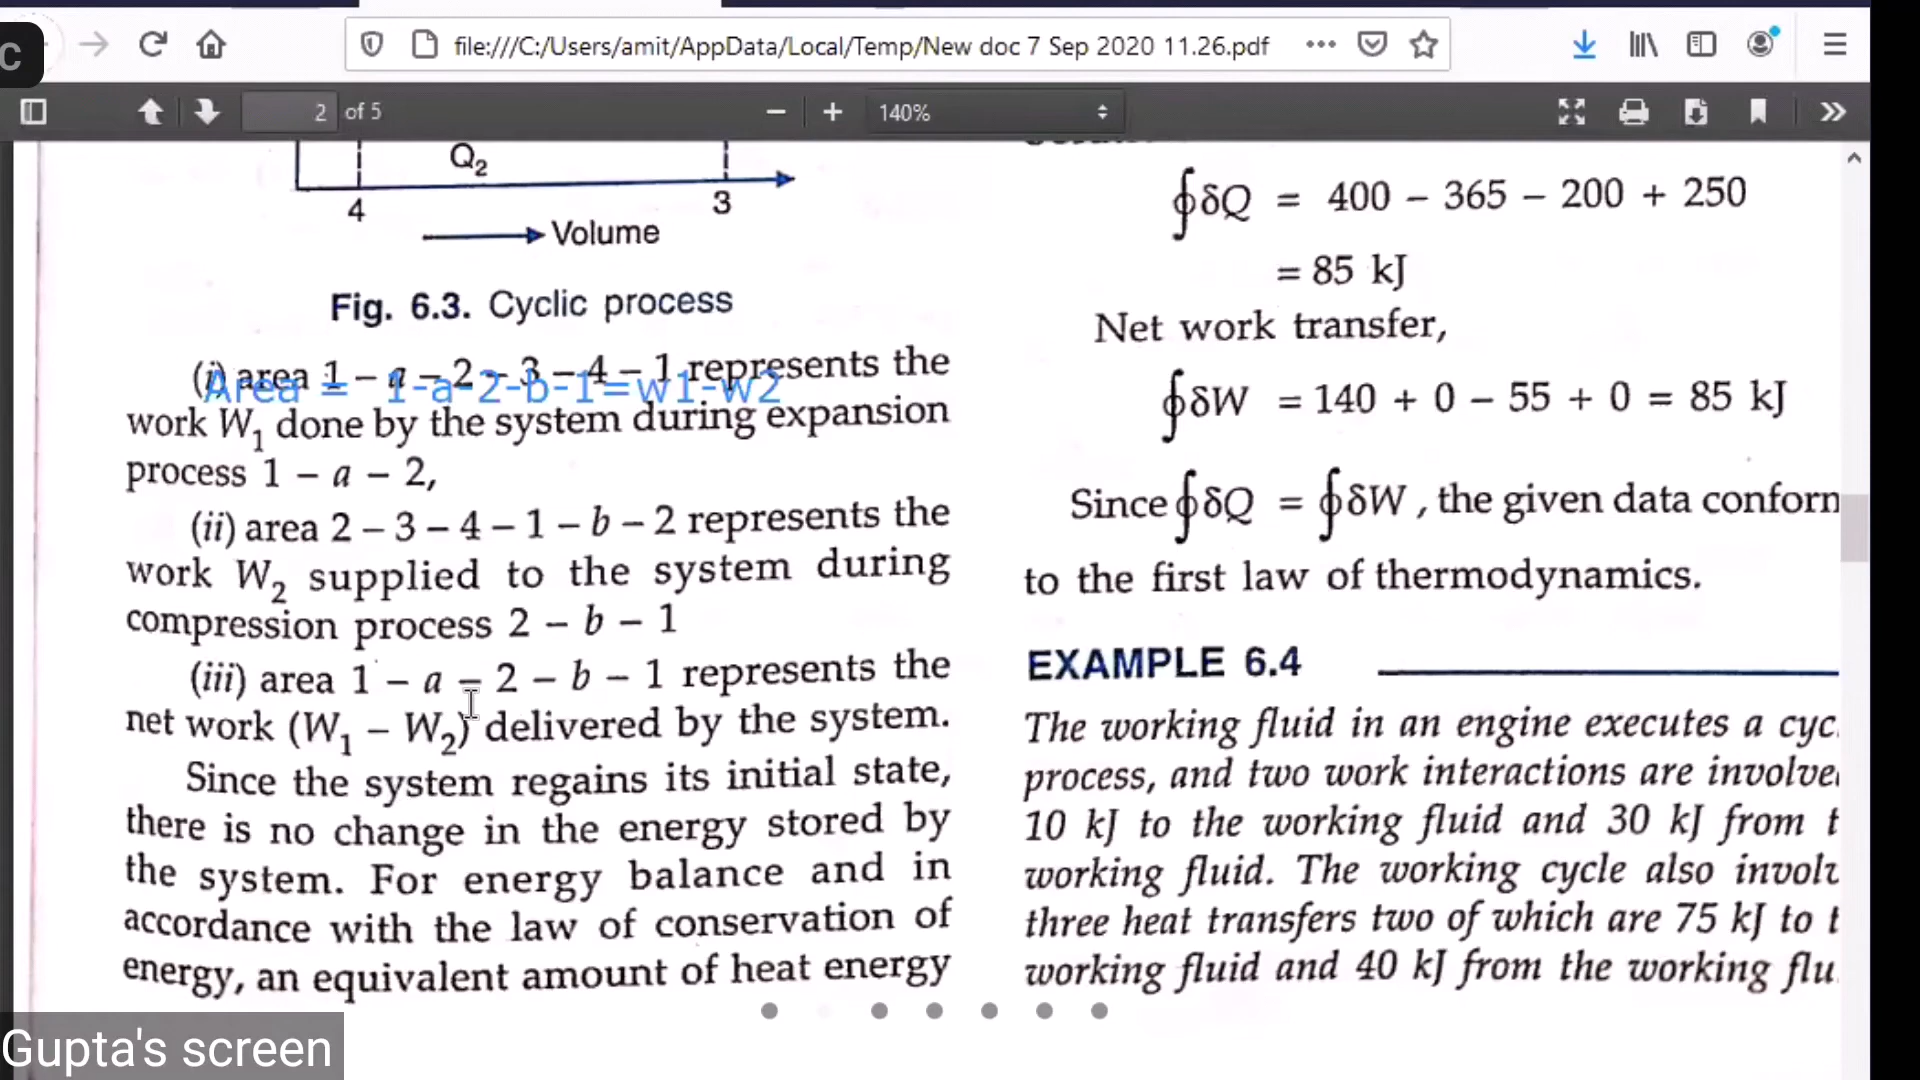 C
file:///C:/Users/amit/AppData/Local/Temp/New doc 7 Sep 2020 11.26.pdf
2 of 5
140%
Q2
4
3
Volume
Fig. 6.3. Cyclic process
(i) area 1 – a – 2 – 3 – 4 – 1 represents the
Area = 1-a-2-b-1=w1-w2
work W1 done by the system during expansion
process 1 – a – 2,
(ii) area 2 – 3 – 4 – 1 – b – 2 represents the
work W2 supplied to the system during
compression process 2 – b – 1
(iii) area 1 – a – 2 – b – 1 represents the
net work (W1 – W2) delivered by the system.
Since the system regains its initial state,
there is no change in the energy stored by
the system. For energy balance and in
accordance with the law of conservation of
energy, an equivalent amount of heat energy
∮δQ = 400 – 365 – 200 + 250
= 85 kJ
Net work transfer,
∮δW = 140 + 0 – 55 + 0 = 85 kJ
Since ∮δQ = ∮δW, the given data conform
to the first law of thermodynamics.
EXAMPLE 6.4
The working fluid in an engine executes a cyc
process, and two work interactions are involve
10 kJ to the working fluid and 30 kJ from t
working fluid. The working cycle also invol
three heat transfers two of which are 75 kJ to t
working fluid and 40 kJ from the working flu
Gupta's screen